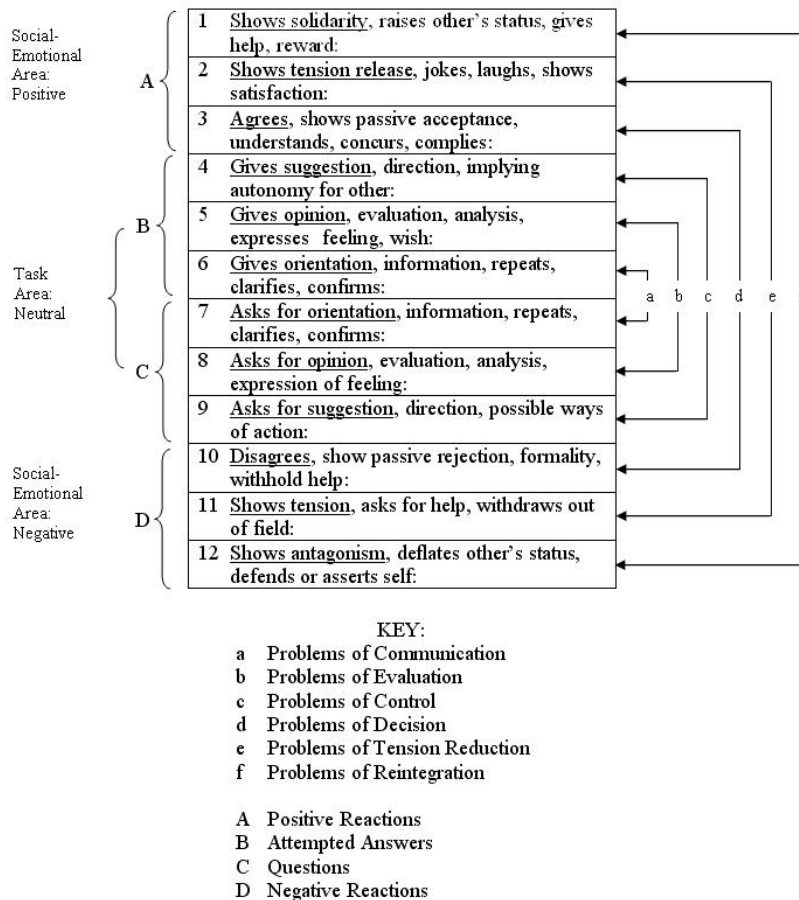 Social-
Emotional
Area:
Positive
A
1 Shows solidarity, raises other's status, gives
help, reward:
2 Shows tension release, jokes, laughs, shows
satisfaction:
3 Agrees, shows passive acceptance,
understands, concurs, complies:
Task
Area:
Neutral
B
4 Gives suggestion, direction, implying
autonomy for other:
5 Gives opinion, evaluation, analysis,
expresses feeling, wish:
6 Gives orientation, information, repeats,
clarifies, confirms:
C
7 Asks for orientation, information, repeats,
clarifies, confirms:
8 Asks for opinion, evaluation, analysis,
expression of feeling:
9 Asks for suggestion, direction, possible ways
of action:
Social-
Emotional
Area:
Negative
D
10 Disagrees, show passive rejection, formality,
withhold help:
11 Shows tension, asks for help, withdraws out
of field:
12 Shows antagonism, deflates other's status,
defends or asserts self:
a b c d e
KEY:
a Problems of Communication
b Problems of Evaluation
c Problems of Control
d Problems of Decision
e Problems of Tension Reduction
f Problems of Reintegration
A Positive Reactions
B Attempted Answers
C Questions
D Negative Reactions